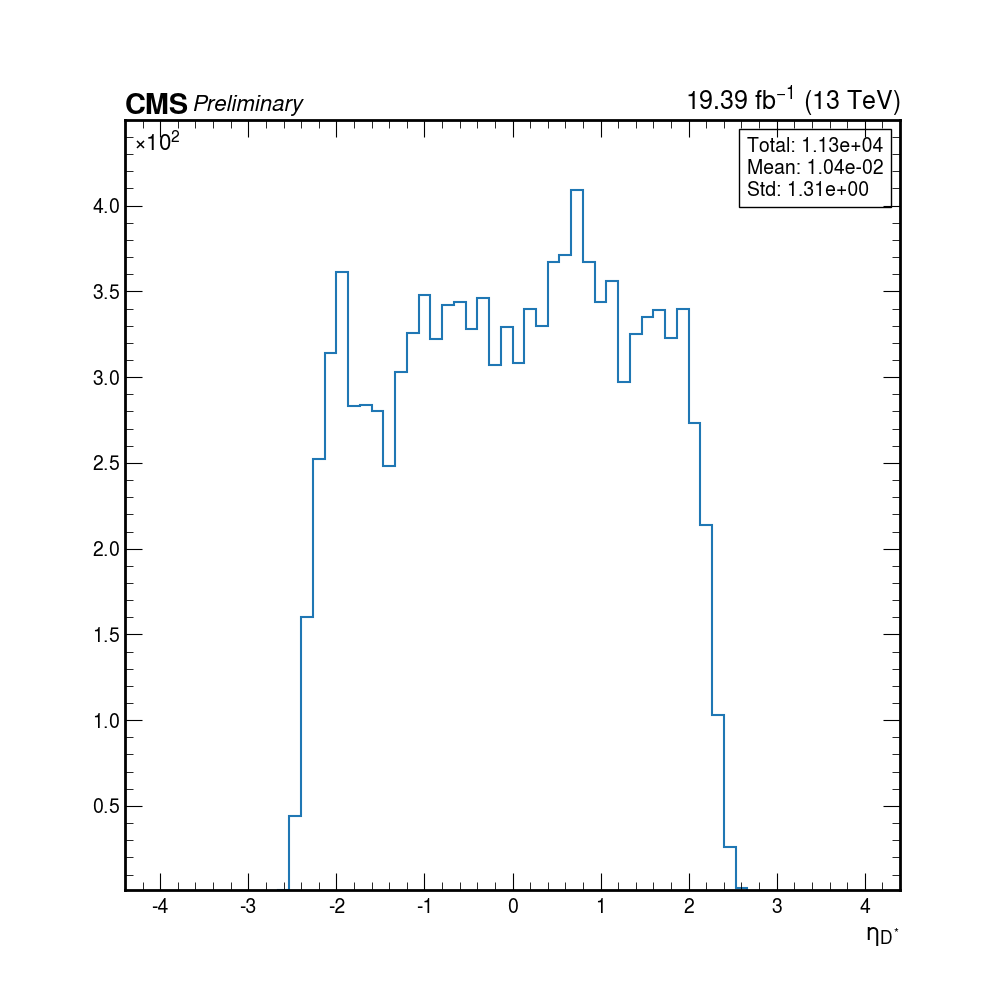 CMS Preliminary 19.39 fb⁻¹ (13 TeV)
×10²
Total: 1.13e+04
Mean: 1.04e-02
Std: 1.31e+00
4.0
3.5
3.0
2.5
2.0
1.5
1.0
0.5
-4 -3 -2 -1 0 1 2 3 4
η_D*